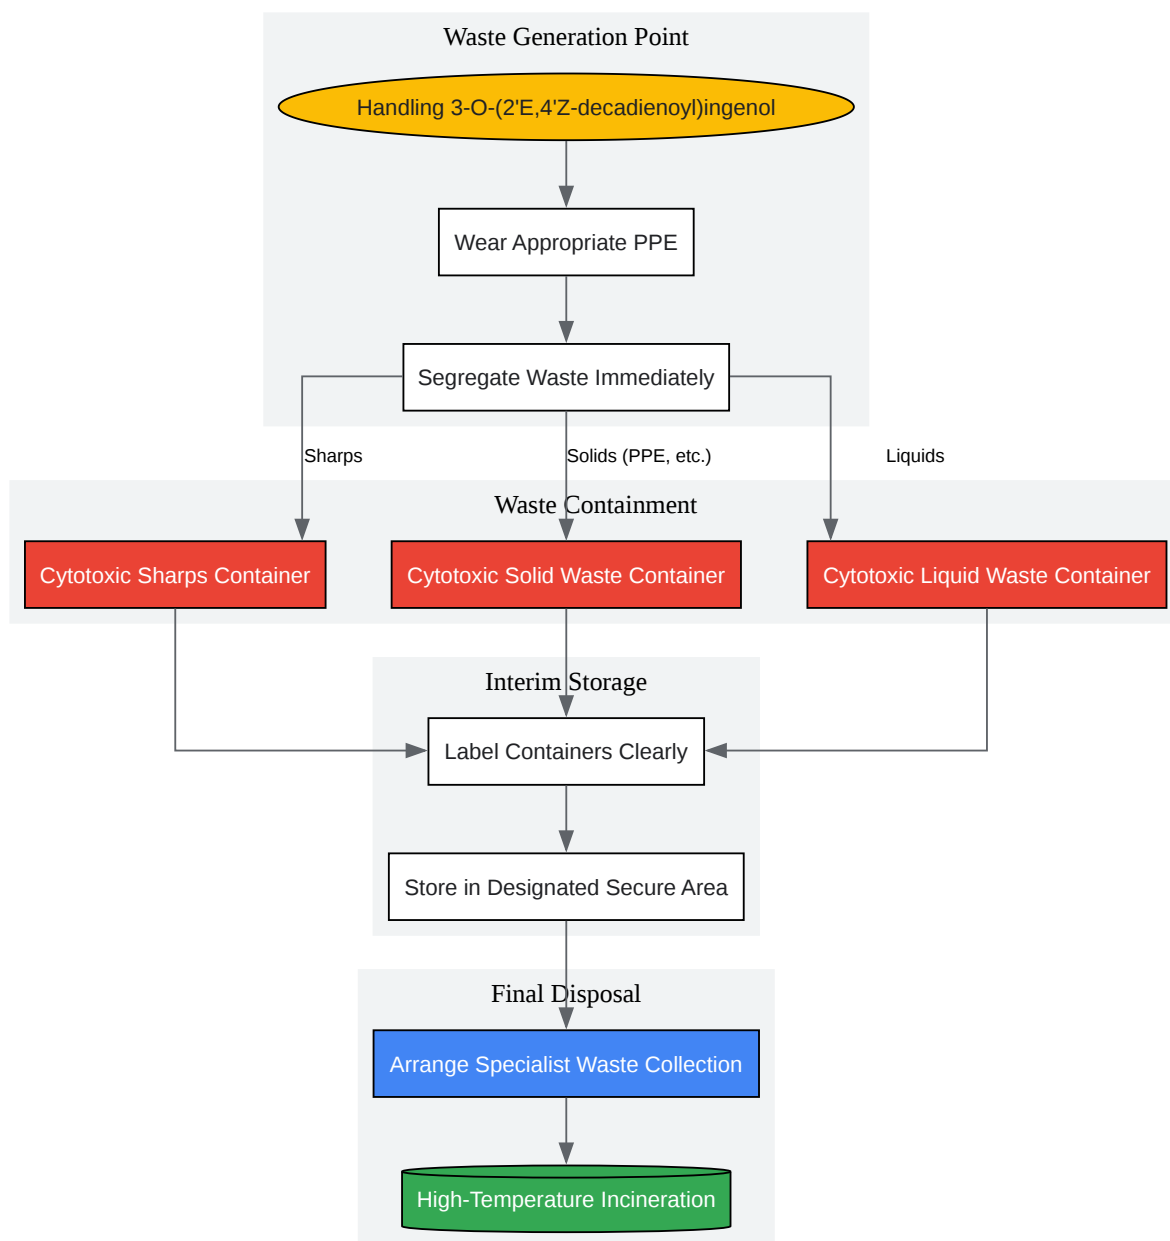 Waste Generation Point
Handling 3-O-(2'E,4'Z-decadienoyl)ingenol
Wear Appropriate PPE
Segregate Waste Immediately
Sharps
Solids (PPE, etc.)
Liquids
Waste Containment
Cytotoxic Sharps Container
Cytotoxic Solid Waste Container
Cytotoxic Liquid Waste Container
Interim Storage
Label Containers Clearly
Store in Designated Secure Area
Final Disposal
Arrange Specialist Waste Collection
High-Temperature Incineration